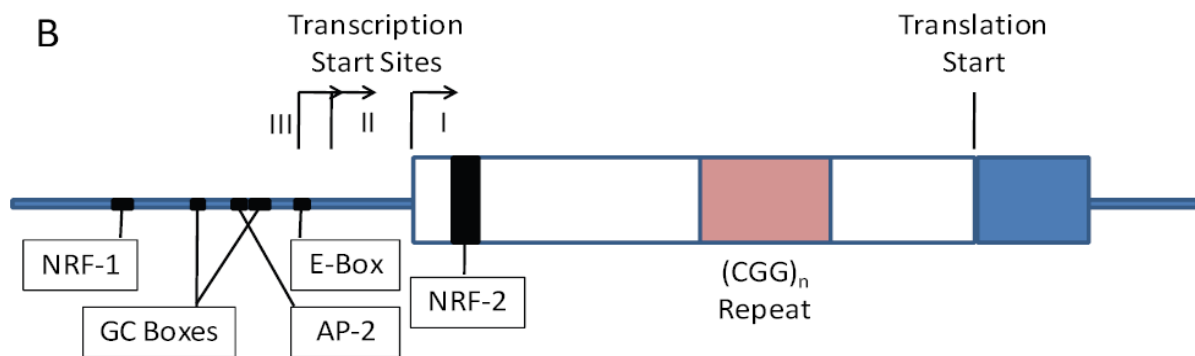 B
Transcription
Start Sites
Translation
Start
III
II
I
NRF-1
E-Box
NRF-2
(CGG)n
Repeat
GC Boxes
AP-2